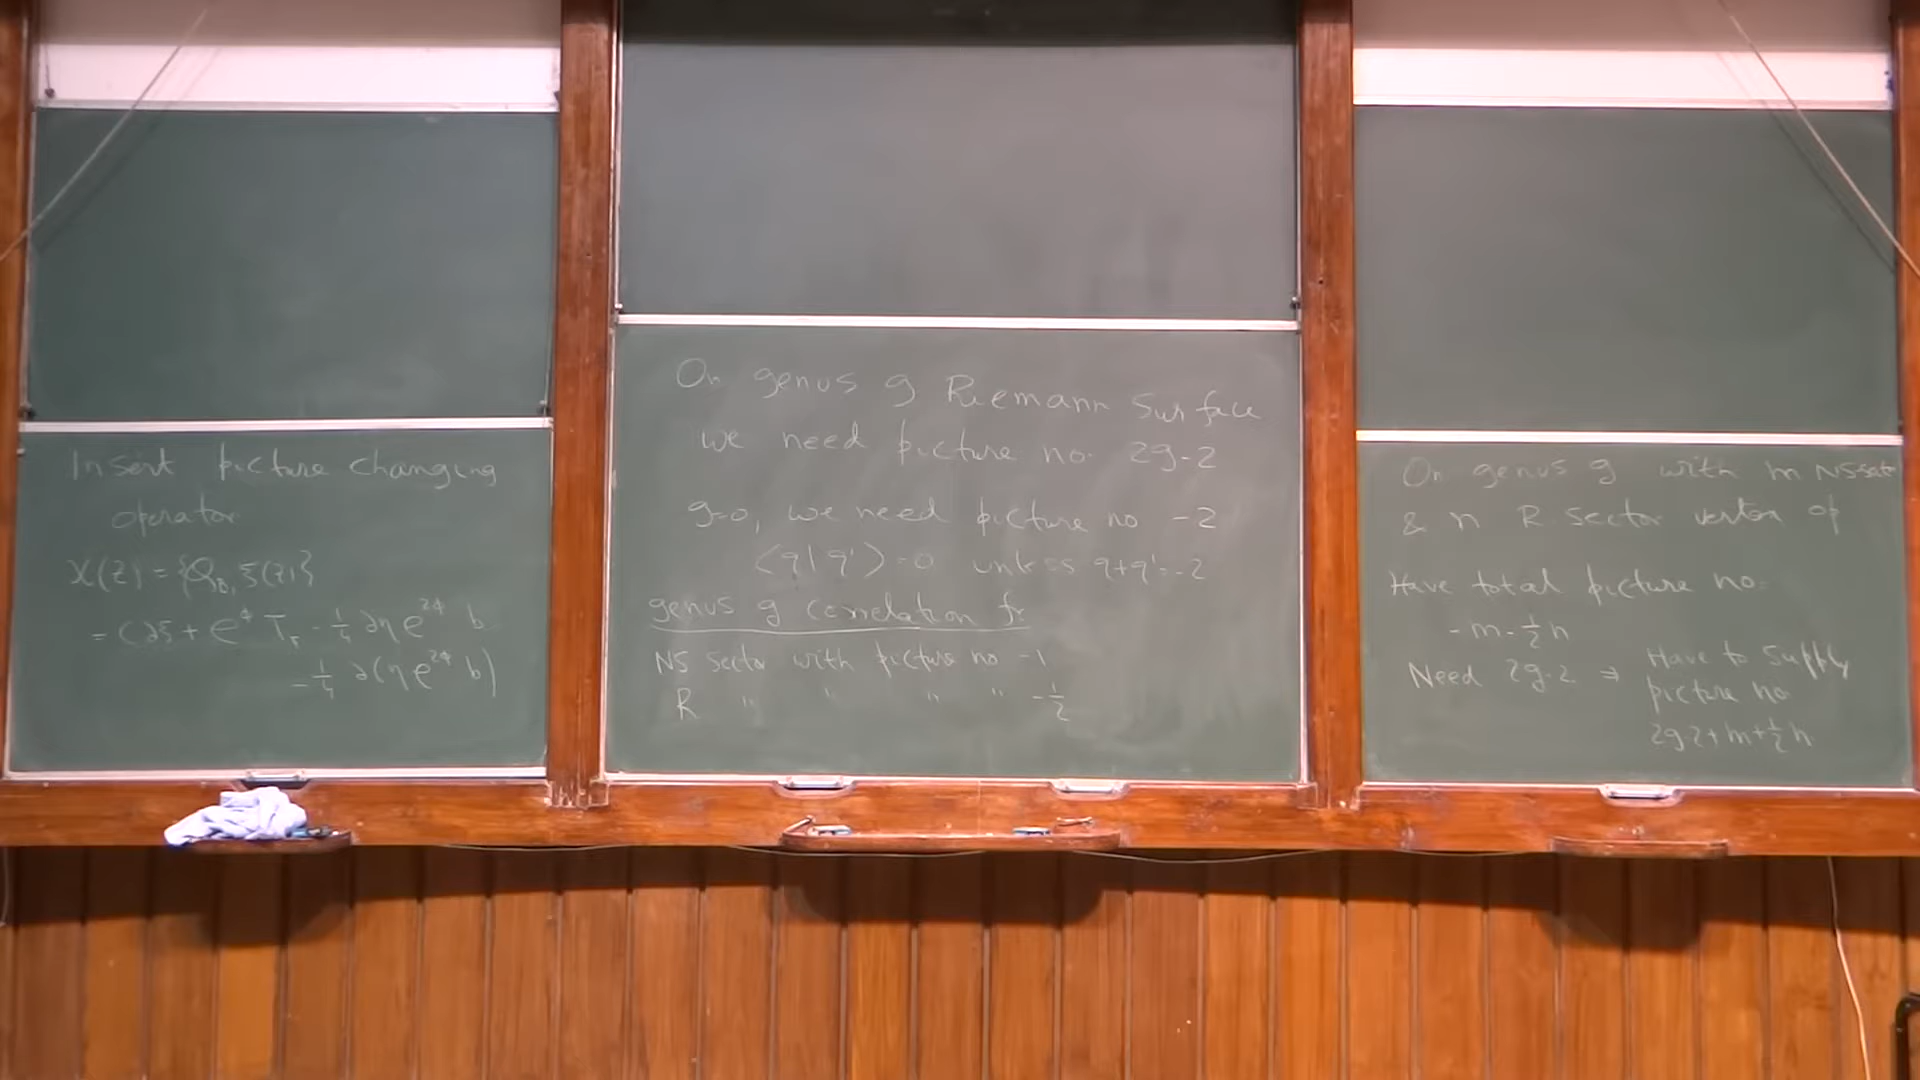 On genus g Riemann Surface
we need picture no. 2g-2
g=0, we need picture no -2
<q|q'>=0 unless q+q'=-2
genus g correlation fn
NS sector with picture no -1
R " " " " -1/2
On genus g with m NS-sect
& n R-sector vertex op
Have total picture no.
-m-1/2 n
Need 2g-2 ⇒ Have to supply
picture no.
2g-2+m+1/2 n
Insert picture changing
operator
X(z) = {Q_B, ξ(z)}
= c∂ξ + e^φ T_F - 1/4 ∂η e^{2φ} b
- 1/4 ∂(η e^{2φ} b)